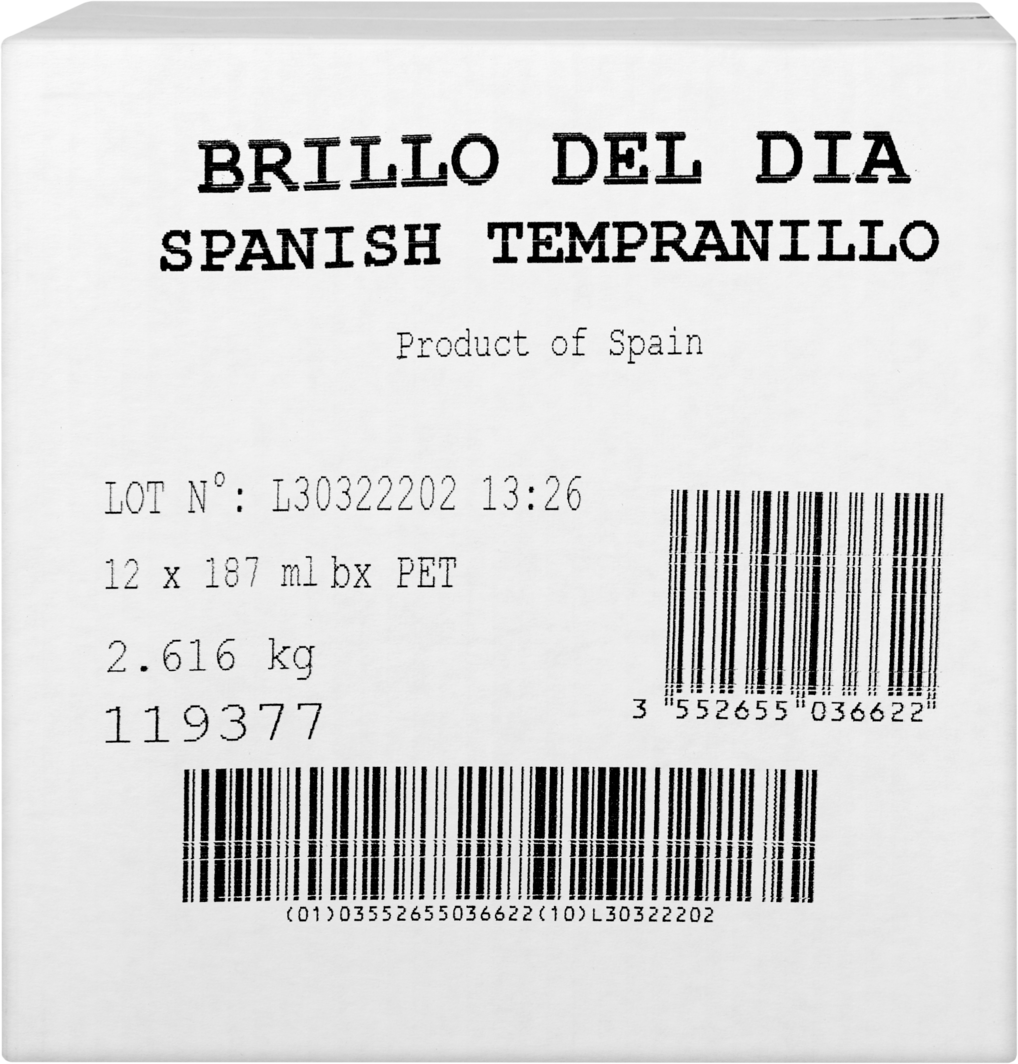 BRILLO DEL DIA
SPANISH TEMPRANILLO
Product of Spain
LOT Nº: L30322202 13:26
12 x 187 ml bx PET
2.616 kg
119377
3 "552655"036622"
(01)03552655036622(10)L30322202